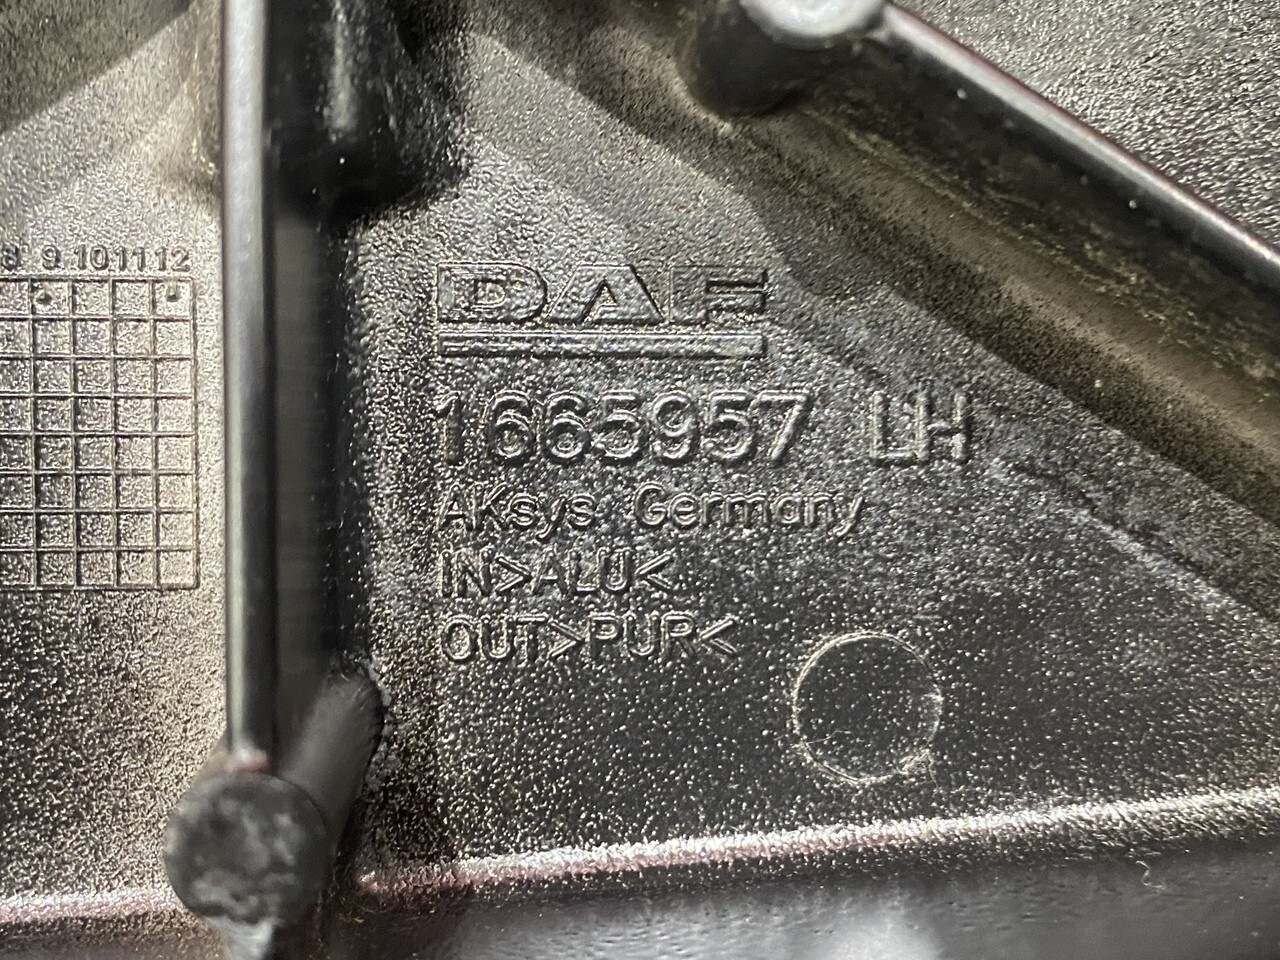 8 9 10 11 12
DAF
1665957 LH
AKsys Germany
IN>ALU<
OUT>PUR<